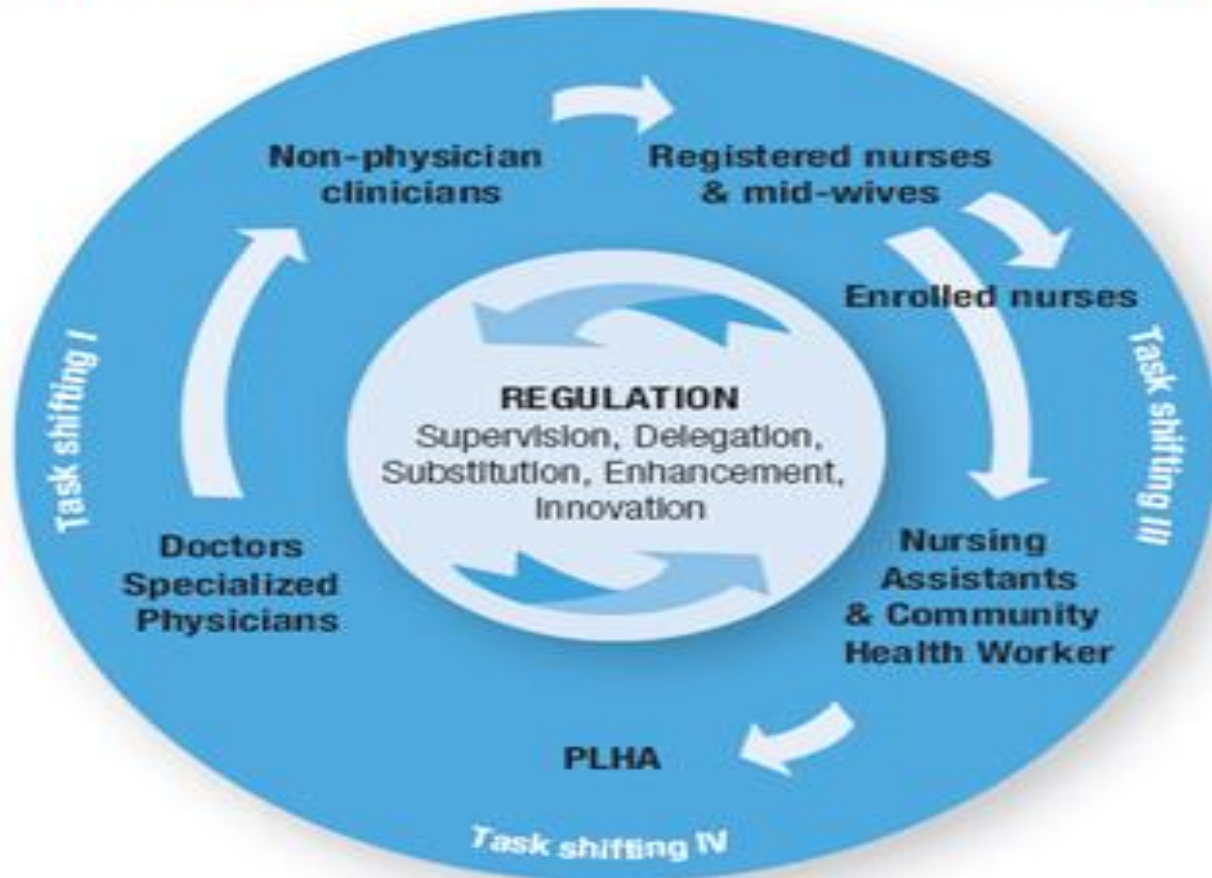 Non-physician
clinicians
Registered nurses
& mid-wives
Enrolled nurses
Task shifting I
Task shifting III
REGULATION
Supervision, Delegation,
Substitution, Enhancement,
Innovation
Doctors
Specialized
Physicians
Nursing
Assistants
& Community
Health Worker
PLHA
Task shifting IV